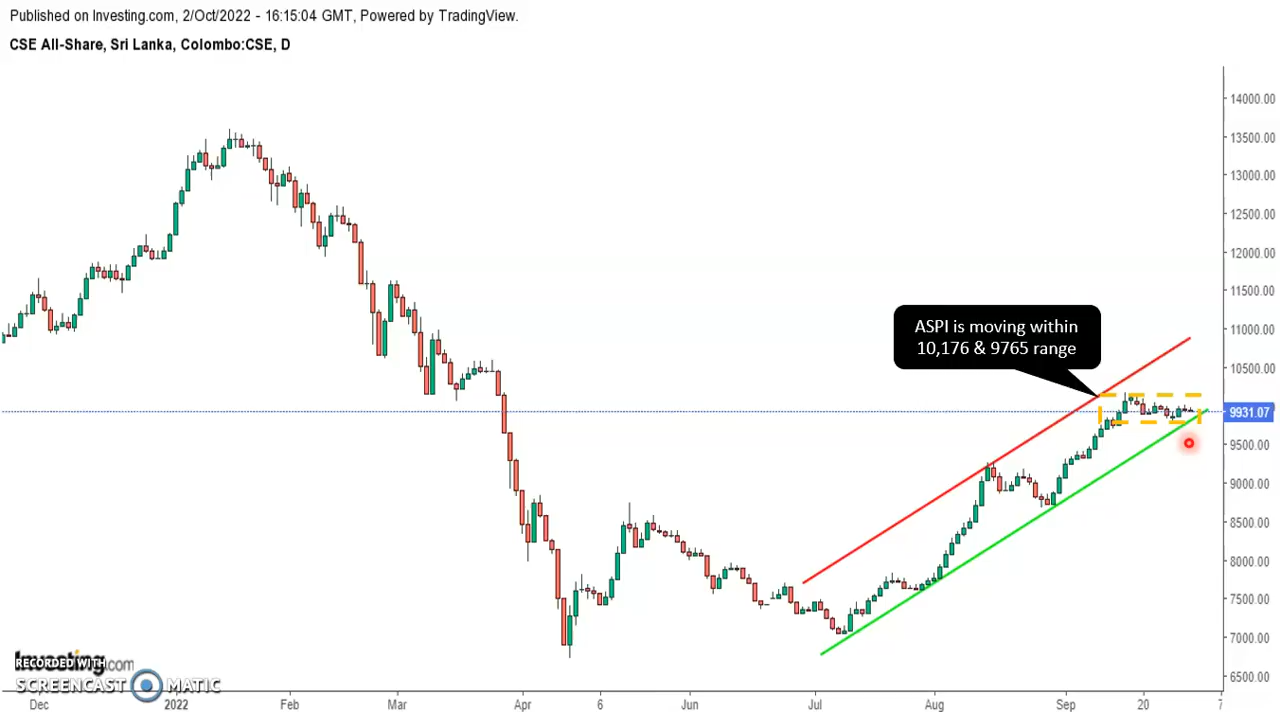 Published on Investing.com, 2/Oct/2022 - 16:15:04 GMT, Powered by TradingView.
CSE All-Share, Sri Lanka, Colombo:CSE, D
14000.00
13500.00
13000.00
12500.00
12000.00
11500.00
11000.00
10500.00
9931.07
9500.00
9000.00
8500.00
8000.00
7500.00
7000.00
6500.00
ASPI is moving within
10,176 & 9765 range
Investing.com
RECORDED WITH
SCREENCAST MATIC
Dec 2022 Feb Mar Apr 6 Jun Jul Aug Sep 20 7